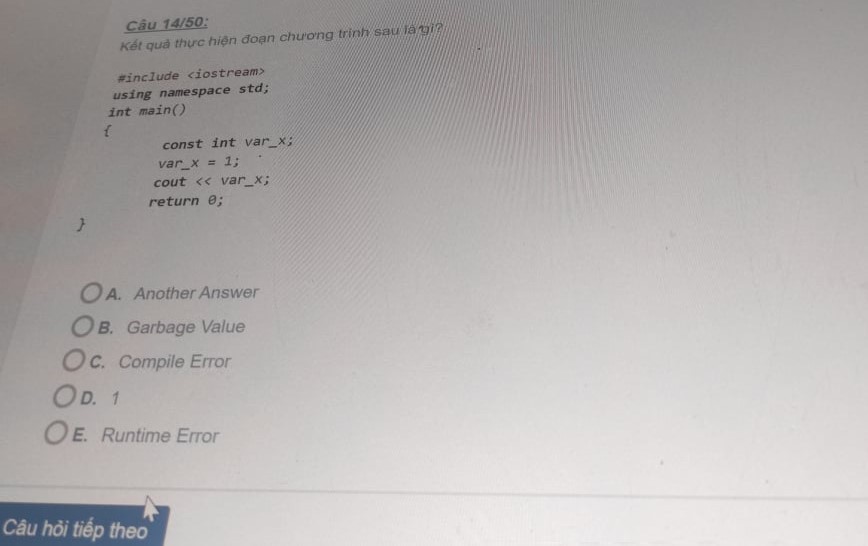 Câu 14/50:
Kết quả thực hiện đoạn chương trình sau là gì?
#include <iostream>
using namespace std;
int main()
{
const int var_x;
var_x = 1;
cout << var_x;
return 0;
}
A. Another Answer
B. Garbage Value
C. Compile Error
D. 1
E. Runtime Error
Câu hỏi tiếp theo